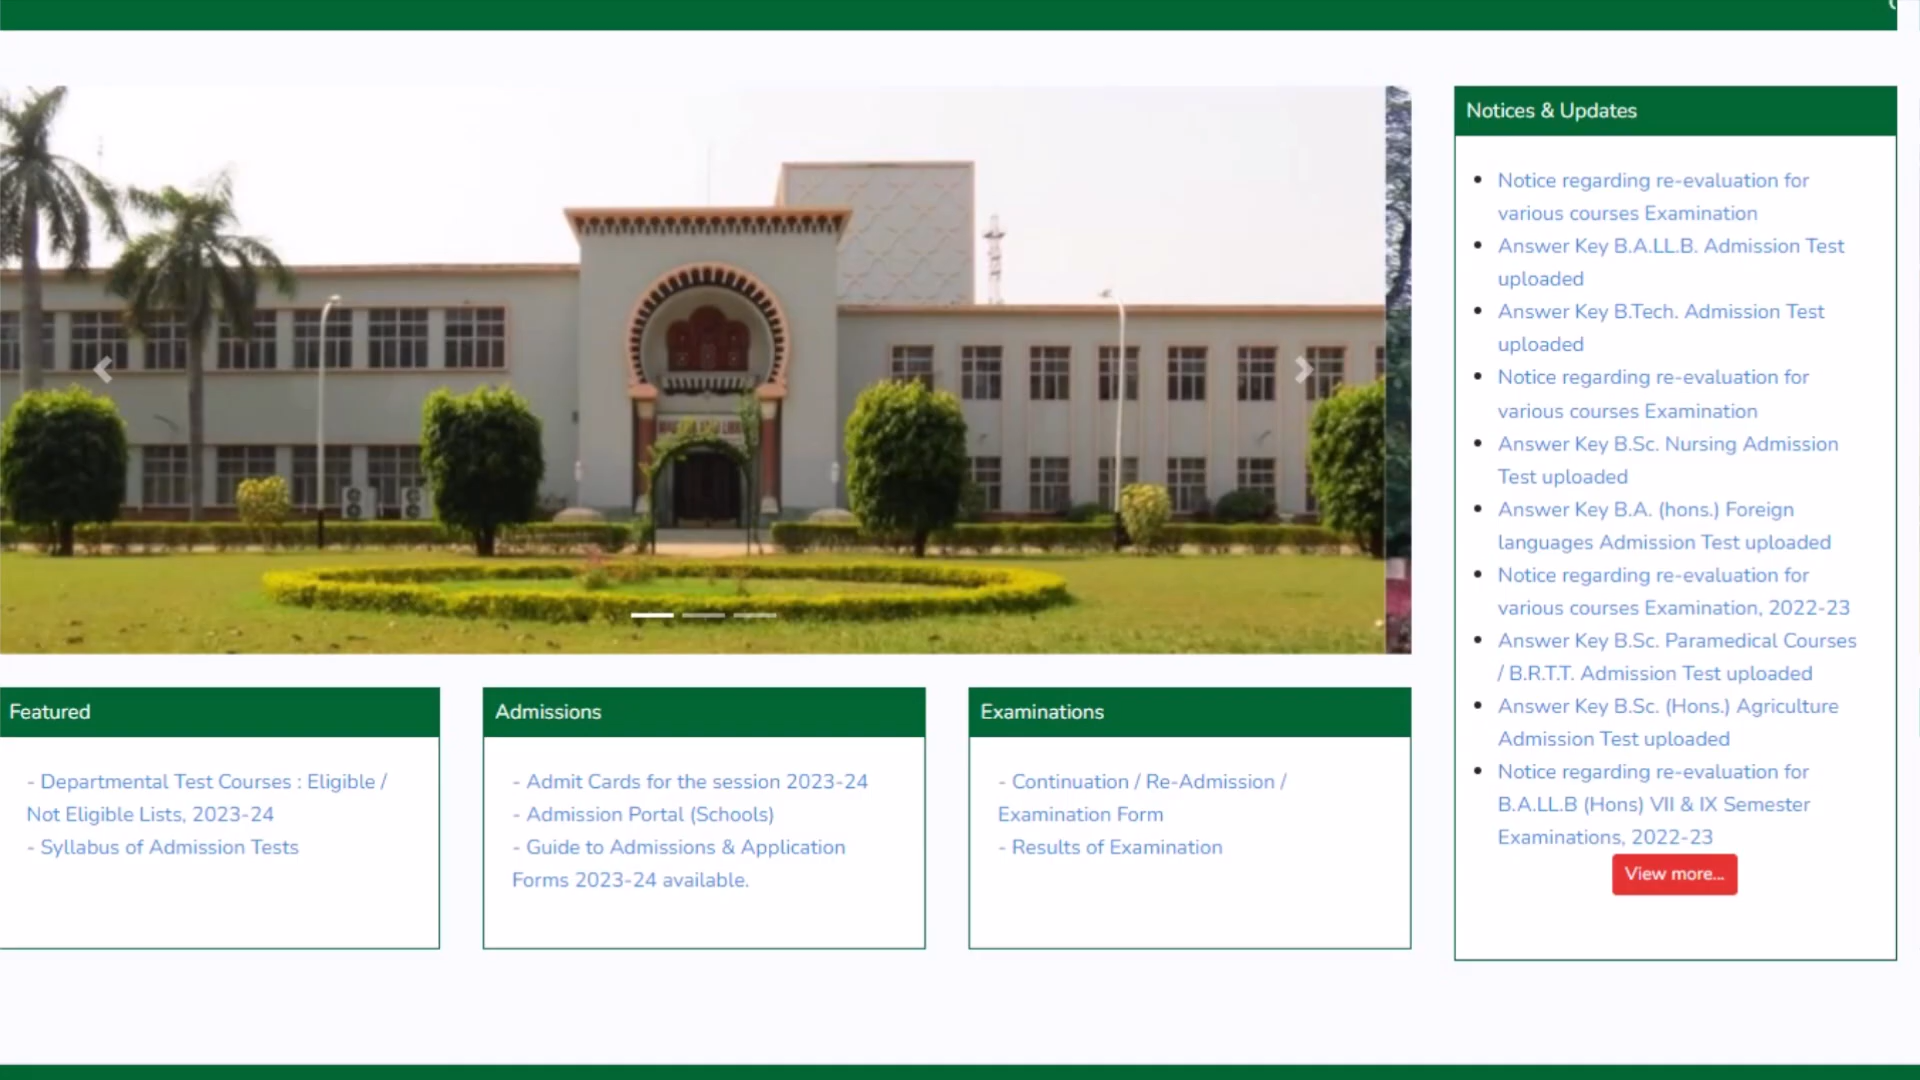 Notices & Updates
Notice regarding re-evaluation for
various courses Examination
Answer Key B.A.LL.B. Admission Test
uploaded
Answer Key B.Tech. Admission Test
uploaded
Notice regarding re-evaluation for
various courses Examination
Answer Key B.Sc. Nursing Admission
Test uploaded
Answer Key B.A. (hons.) Foreign
languages Admission Test uploaded
Notice regarding re-evaluation for
various courses Examination, 2022-23
Answer Key B.Sc. Paramedical Courses
/ B.R.T.T. Admission Test uploaded
Answer Key B.Sc. (Hons.) Agriculture
Admission Test uploaded
Notice regarding re-evaluation for
B.A.LL.B (Hons) VII & IX Semester
Examinations, 2022-23
View more...
Featured
- Departmental Test Courses : Eligible /
Not Eligible Lists, 2023-24
- Syllabus of Admission Tests
Admissions
- Admit Cards for the session 2023-24
- Admission Portal (Schools)
- Guide to Admissions & Application
Forms 2023-24 available.
Examinations
- Continuation / Re-Admission /
Examination Form
- Results of Examination